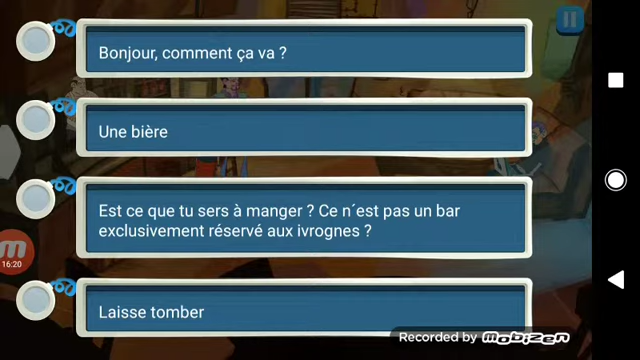 Bonjour, comment ça va ?
Une bière
Est ce que tu sers à manger ? Ce n´est pas un bar
exclusivement réservé aux ivrognes ?
16:20
Laisse tomber
Recorded by mobizen